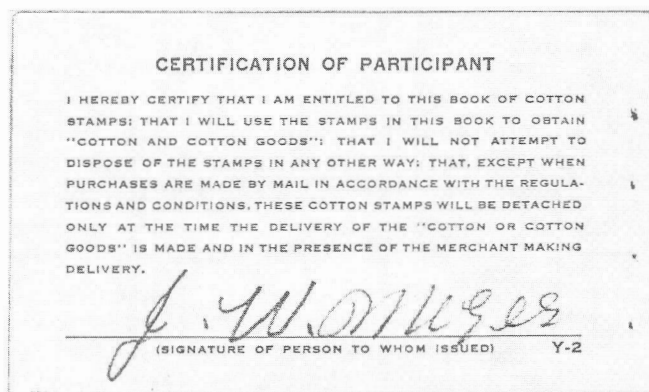 CERTIFICATION OF PARTICIPANT
I HEREBY CERTIFY THAT I AM ENTITLED TO THIS BOOK OF COTTON
STAMPS; THAT I WILL USE THE STAMPS IN THIS BOOK TO OBTAIN
"COTTON AND COTTON GOODS"; THAT I WILL NOT ATTEMPT TO
DISPOSE OF THE STAMPS IN ANY OTHER WAY; THAT, EXCEPT WHEN
PURCHASES ARE MADE BY MAIL IN ACCORDANCE WITH THE REGULA-
TIONS AND CONDITIONS, THESE COTTON STAMPS WILL BE DETACHED
ONLY AT THE TIME THE DELIVERY OF THE "COTTON OR COTTON
GOODS" IS MADE AND IN THE PRESENCE OF THE MERCHANT MAKING
DELIVERY.
J. W.
(SIGNATURE OF PERSON TO WHOM ISSUED) Y-2